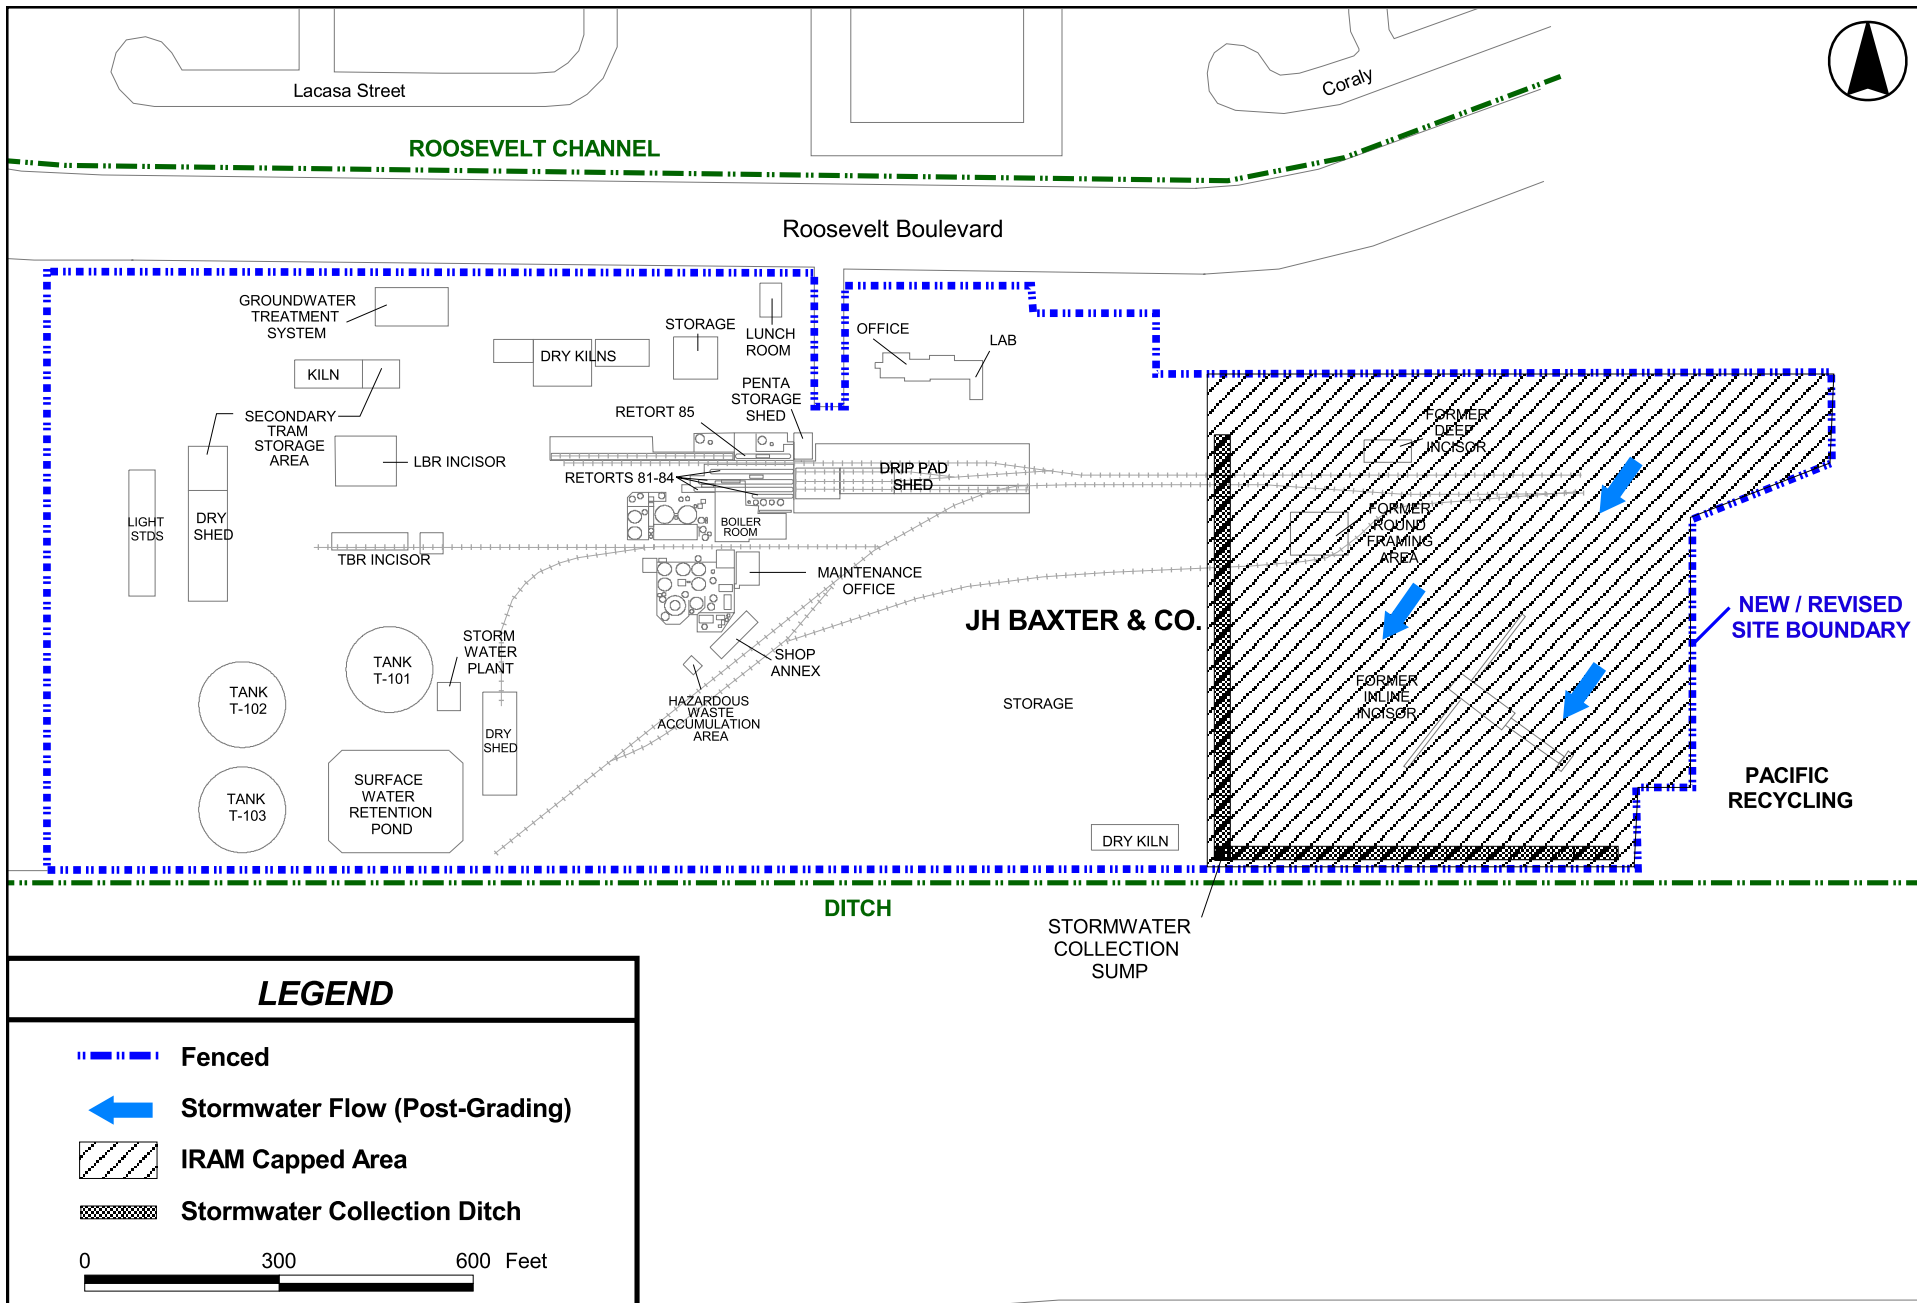 Lacasa Street
Coraly
ROOSEVELT CHANNEL
Roosevelt Boulevard
GROUNDWATER
TREATMENT
SYSTEM
STORAGE
LUNCH
ROOM
OFFICE
LAB
DRY KILNS
KILN
PENTA
STORAGE
SHED
RETORT 85
SECONDARY
TRAM
STORAGE
AREA
LBR INCISOR
RETORTS 81-84
DRIP PAD
SHED
FORMER
DEEP
INCISOR
LIGHT
STDS
DRY
SHED
BOILER
ROOM
FORMER
ROUND
FRAMING
AREA
TBR INCISOR
MAINTENANCE
OFFICE
JH BAXTER & CO.
NEW / REVISED
SITE BOUNDARY
STORM
WATER
PLANT
TANK
T-101
SHOP
ANNEX
TANK
T-102
HAZARDOUS
WASTE
ACCUMULATION
AREA
STORAGE
FORMER
INLINE
INCISOR
DRY
SHED
SURFACE
WATER
RETENTION
POND
TANK
T-103
PACIFIC
RECYCLING
DRY KILN
DITCH
STORMWATER
COLLECTION
SUMP
LEGEND
Fenced
Stormwater Flow (Post-Grading)
IRAM Capped Area
Stormwater Collection Ditch
0 300 600 Feet